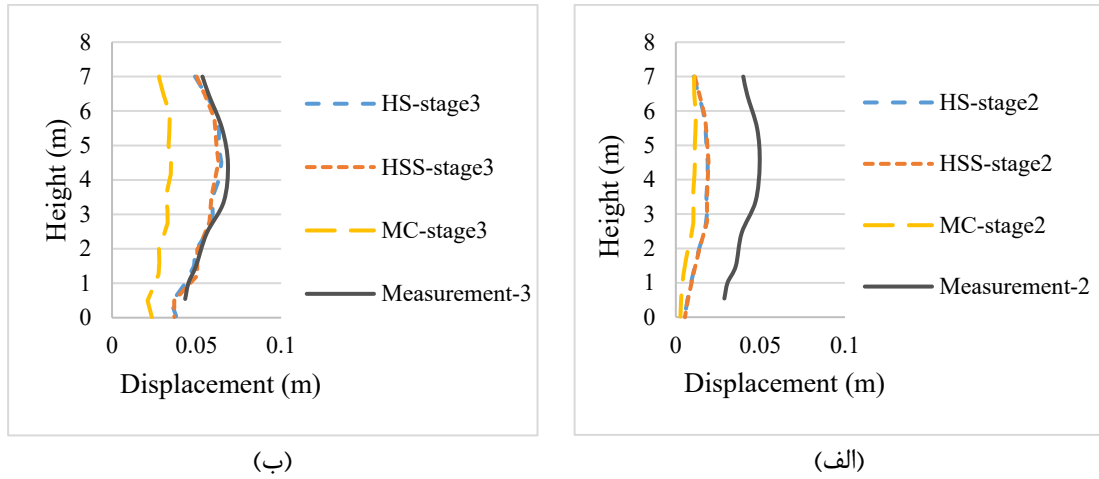 8
7
6
5
4
3
2
1
0
Height (m)
0 0.05 0.1
Displacement (m)
HS-stage3
HSS-stage3
MC-stage3
Measurement-3
(ب)
8
7
6
5
4
3
2
1
0
Height (m)
0 0.05 0.1
Displacement (m)
HS-stage2
HSS-stage2
MC-stage2
Measurement-2
(الف)